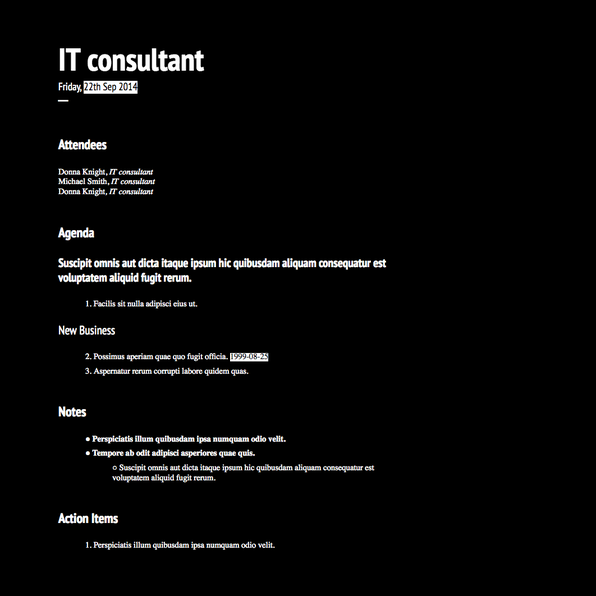 IT consultant
Friday, 22th Sep 2014
Attendees
Donna Knight, IT consultant
Michael Smith, IT consultant
Donna Knight, IT consultant
Agenda
Suscipit omnis aut dicta itaque ipsum hic quibusdam aliquam consequatur est
voluptatem aliquid fugit rerum.
1. Facilis sit nulla adipisci eius ut.
New Business
2. Possimus aperiam quae quo fugit officia. 1999-08-25
3. Aspernatur rerum corrupti labore quidem quas.
Notes
● Perspiciatis illum quibusdam ipsa numquam odio velit.
● Tempore ab odit adipisci asperiores quae quis.
○ Suscipit omnis aut dicta itaque ipsum hic quibusdam aliquam consequatur est
voluptatem aliquid fugit rerum.
Action Items
1. Perspiciatis illum quibusdam ipsa numquam odio velit.